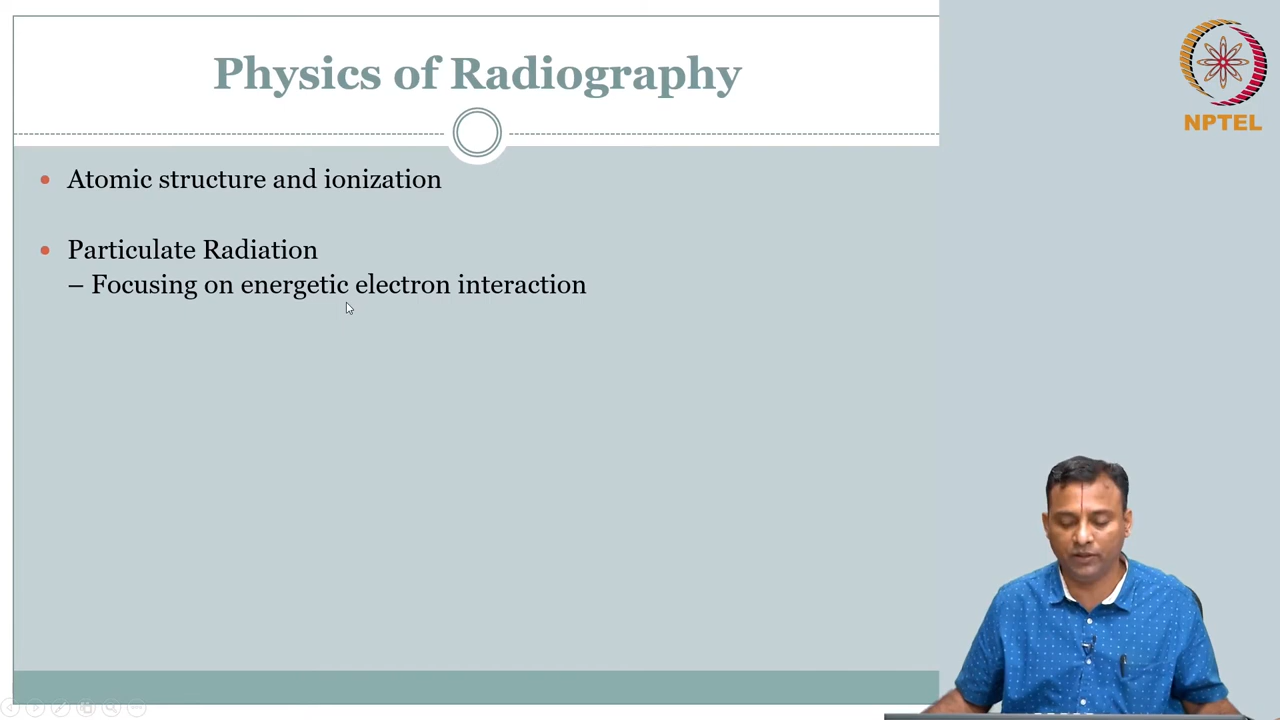 Physics of Radiography
NPTEL
Atomic structure and ionization
Particulate Radiation
– Focusing on energetic electron interaction